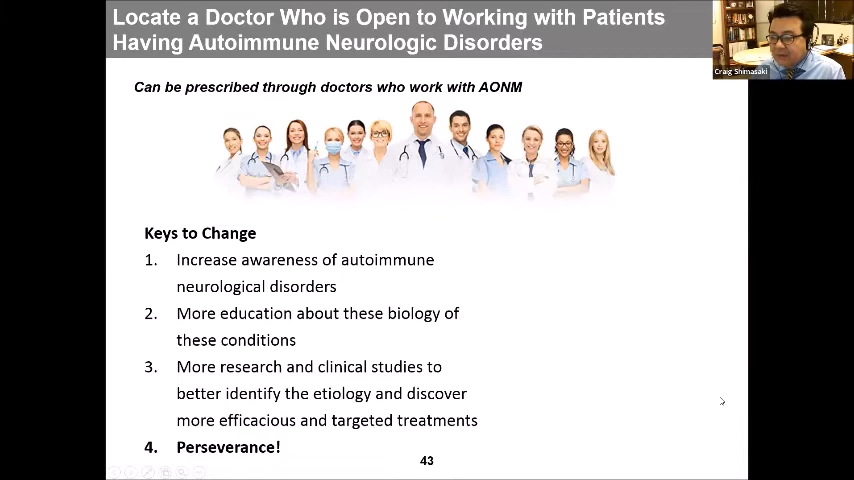 Locate a Doctor Who is Open to Working with Patients
Having Autoimmune Neurologic Disorders
Craig Shimasaki
Can be prescribed through doctors who work with AONM
Keys to Change
1. Increase awareness of autoimmune
neurological disorders
2. More education about these biology of
these conditions
3. More research and clinical studies to
better identify the etiology and discover
more efficacious and targeted treatments
4. Perseverance!
43